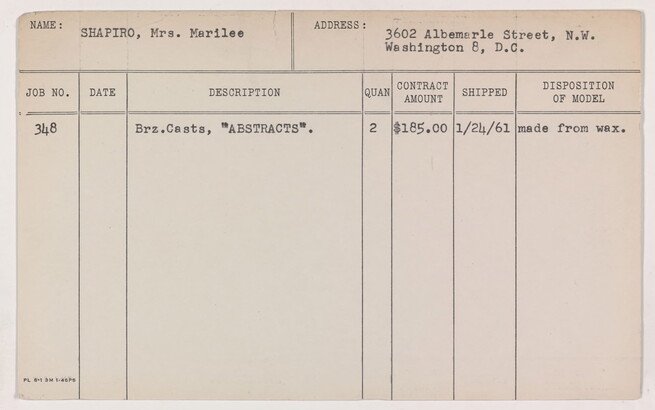 NAME: SHAPIRO, Mrs. Marilee ADDRESS: 3602 Albemarle Street, N.W.
Washington 8, D.C.
JOB NO. DATE DESCRIPTION QUAN CONTRACT AMOUNT SHIPPED DISPOSITION OF MODEL
348 Brz.Casts, "ABSTRACTS". 2 $185.00 1/24/61 made from wax.